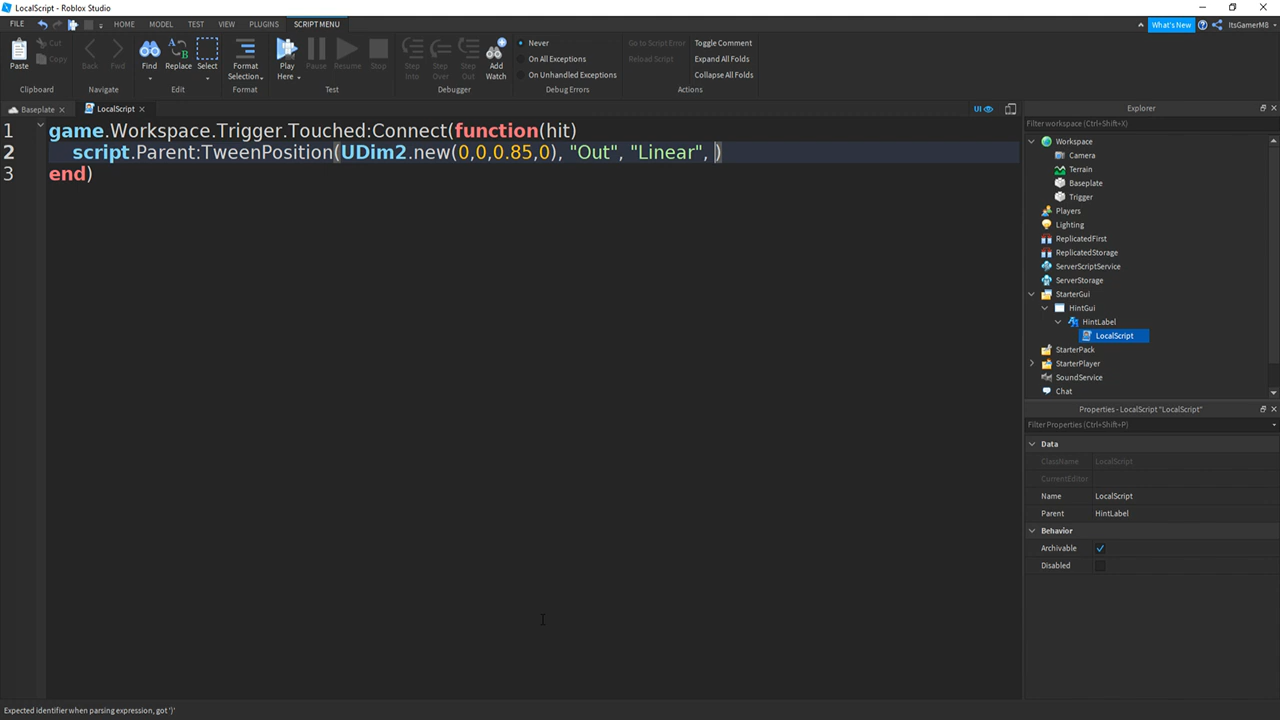 LocalScript - Roblox Studio
FILE HOME MODEL TEST VIEW PLUGINS SCRIPT MENU What's New ItsGamerM8
Paste Cut Copy Clipboard
Back Fwd Navigate
Find Replace Select Edit
Format Selection Format
Play Here Pause Resume Stop Test
Step Into Step Over Step Out Add Watch Debugger
Never
On All Exceptions
On Unhandled Exceptions
Debug Errors
Go to Script Error
Reload Script
Toggle Comment
Expand All Folds
Collapse All Folds
Actions
Baseplate LocalScript UI
1 game.Workspace.Trigger.Touched:Connect(function(hit)
2 script.Parent:TweenPosition(UDim2.new(0,0,0.85,0), "Out", "Linear", )
3 end)
Explorer
Filter workspace (Ctrl+Shift+X)
Workspace
Camera
Terrain
Baseplate
Trigger
Players
Lighting
ReplicatedFirst
ReplicatedStorage
ServerScriptService
ServerStorage
StarterGui
HintGui
HintLabel
LocalScript
StarterPack
StarterPlayer
SoundService
Chat
Properties - LocalScript "LocalScript"
Filter Properties (Ctrl+Shift+P)
Data
ClassName LocalScript
CurrentEditor
Name LocalScript
Parent HintLabel
Behavior
Archivable
Disabled
Expected identifier when parsing expression, got ')'